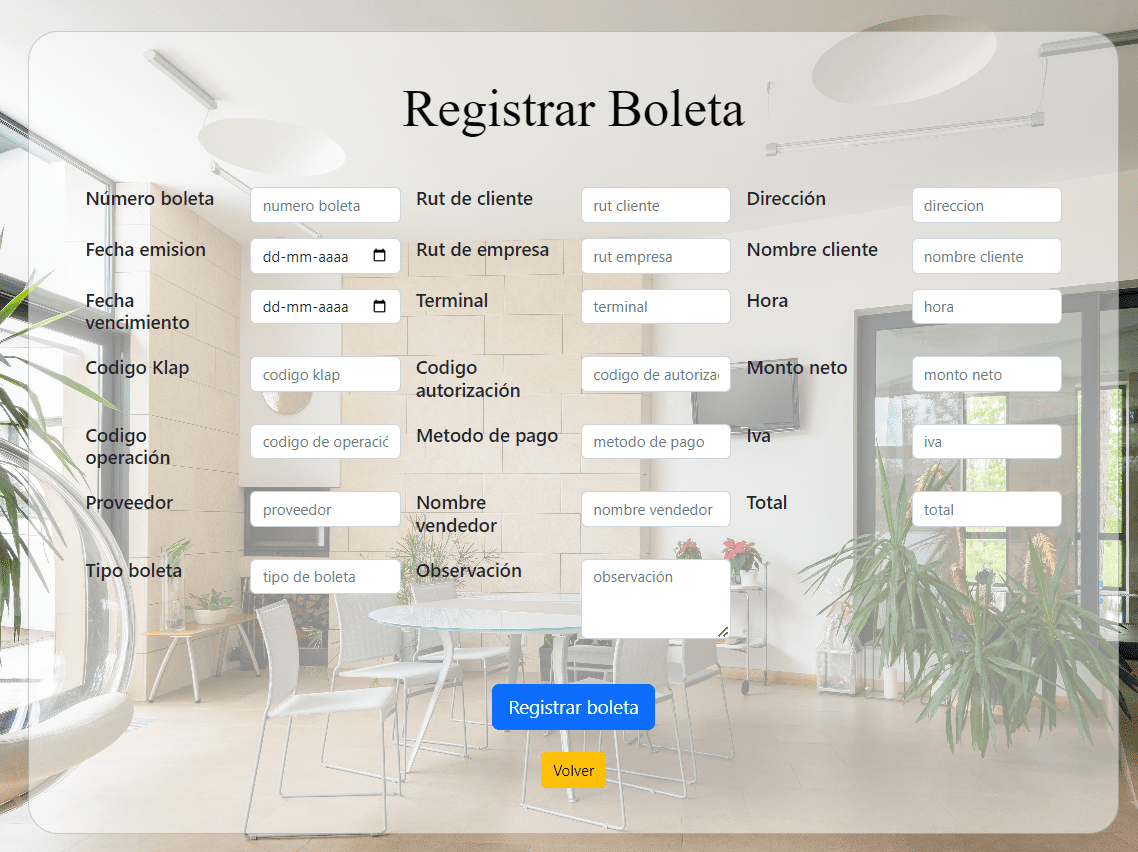 Registrar Boleta
Número boleta
numero boleta
Rut de cliente
rut cliente
Dirección
direccion
Fecha emision
dd-mm-aaaa
Rut de empresa
rut empresa
Nombre cliente
nombre cliente
Fecha
vencimiento
dd-mm-aaaa
Terminal
terminal
Hora
hora
Codigo Klap
codigo klap
Codigo
autorización
codigo de autoriza
Monto neto
monto neto
Codigo
operación
codigo de operació
Metodo de pago
metodo de pago
Iva
iva
Proveedor
proveedor
Nombre
vendedor
nombre vendedor
Total
total
Tipo boleta
tipo de boleta
Observación
observación
Registrar boleta
Volver